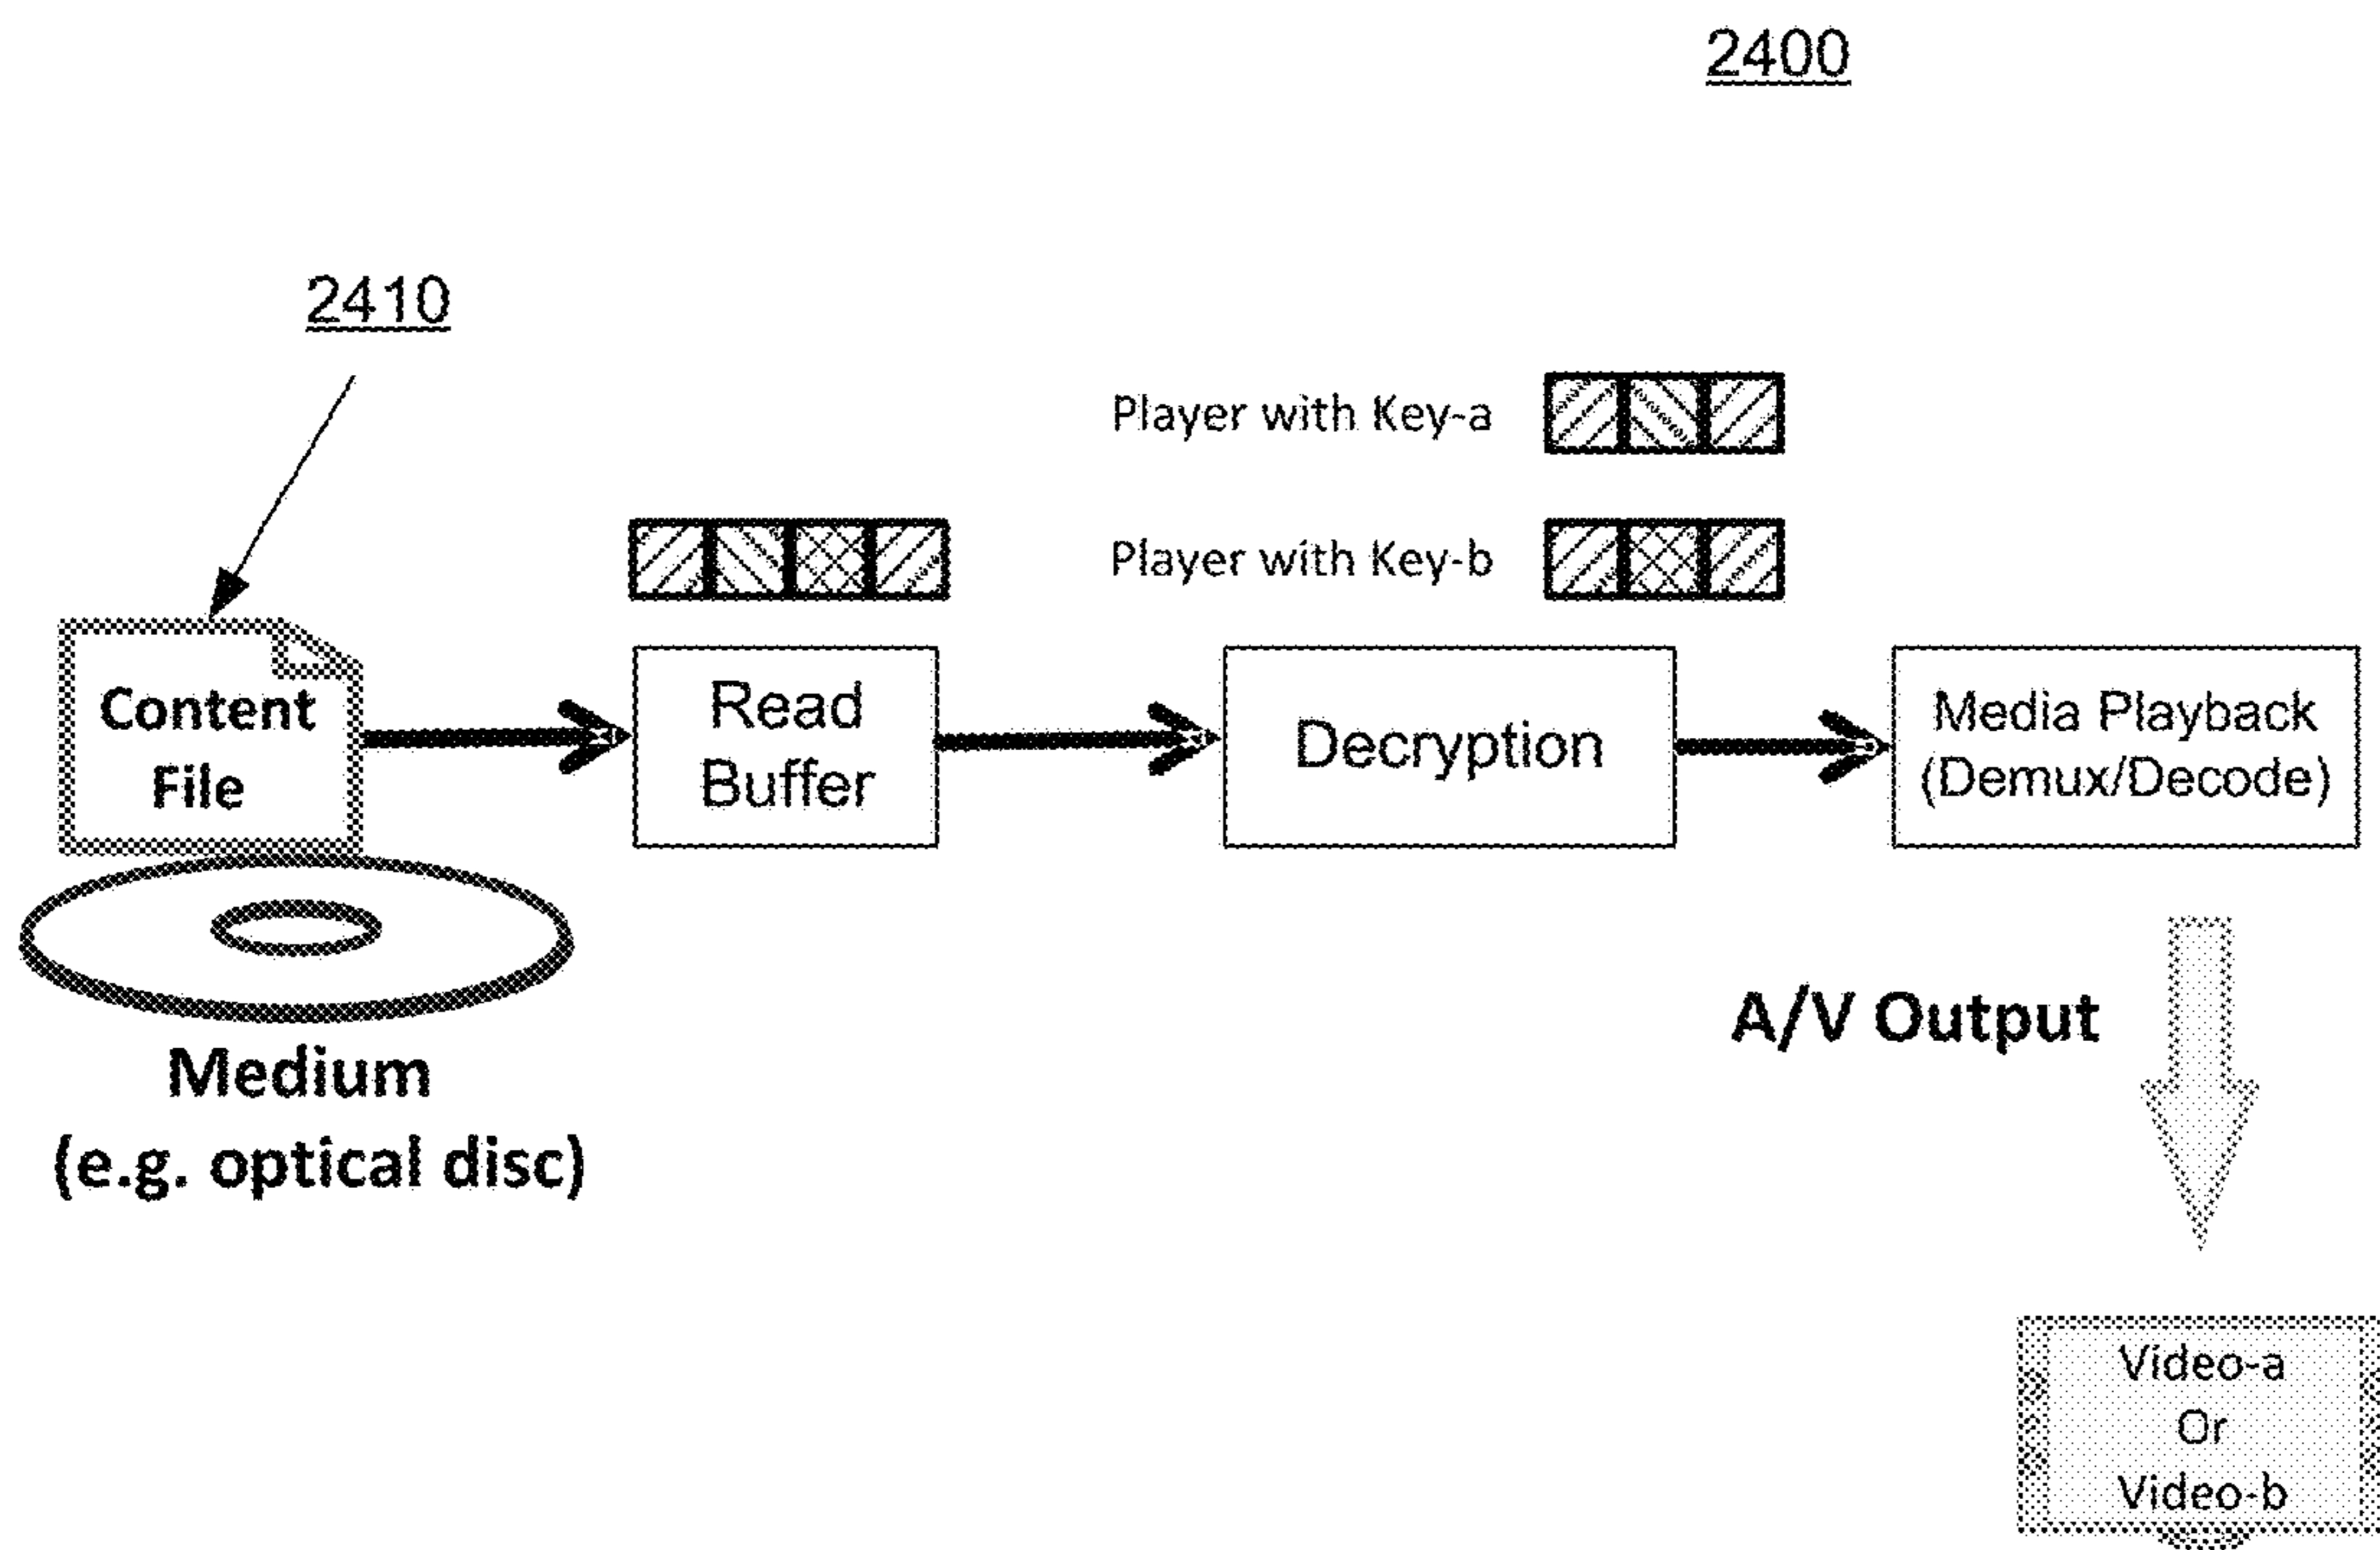 2400
2410
Player with Key-a
Player with Key-b
Content
File
Read
Buffer
Decryption
Media Playback
(Demux/Decode)
A/V Output
Medium
(e.g. optical disc)
Video-a
Or
Video-b